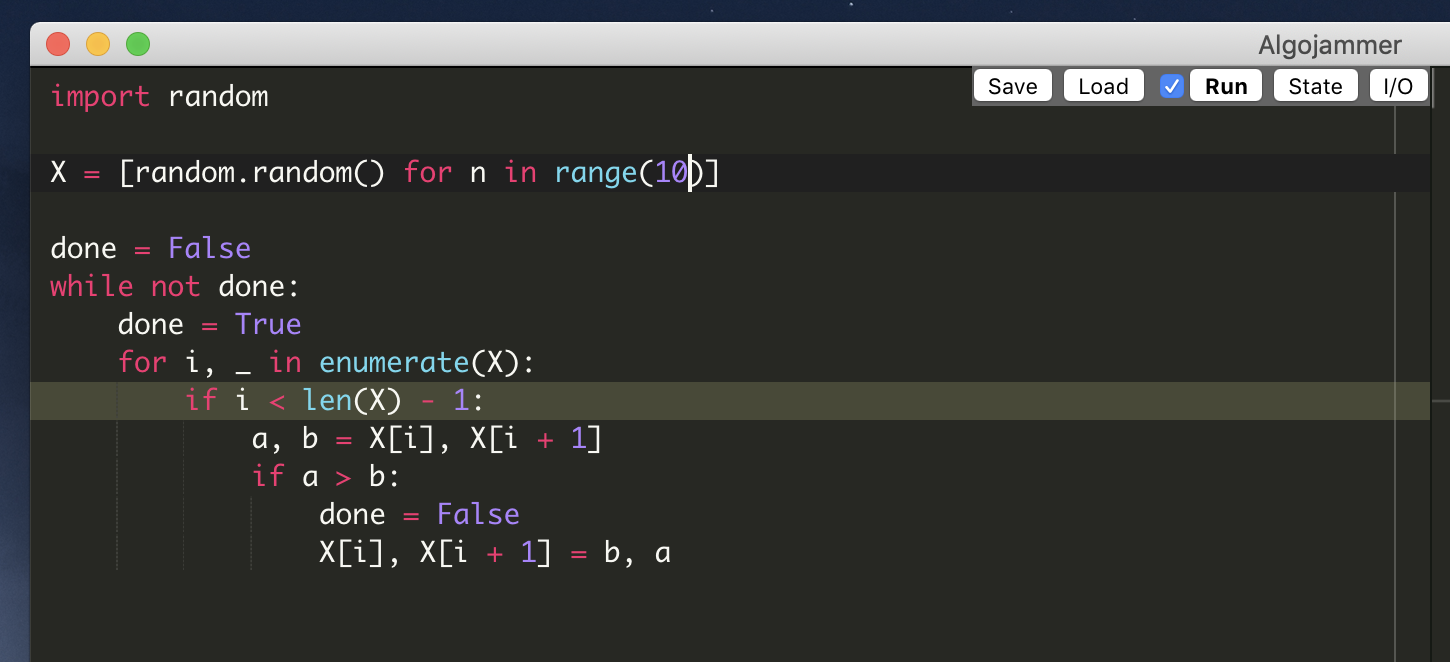 Algojammer
Save Load Run State I/O
import random
X = [random.random() for n in range(10)]
done = False
while not done:
    done = True
    for i, _ in enumerate(X):
        if i < len(X) - 1:
            a, b = X[i], X[i + 1]
            if a > b:
                done = False
                X[i], X[i + 1] = b, a